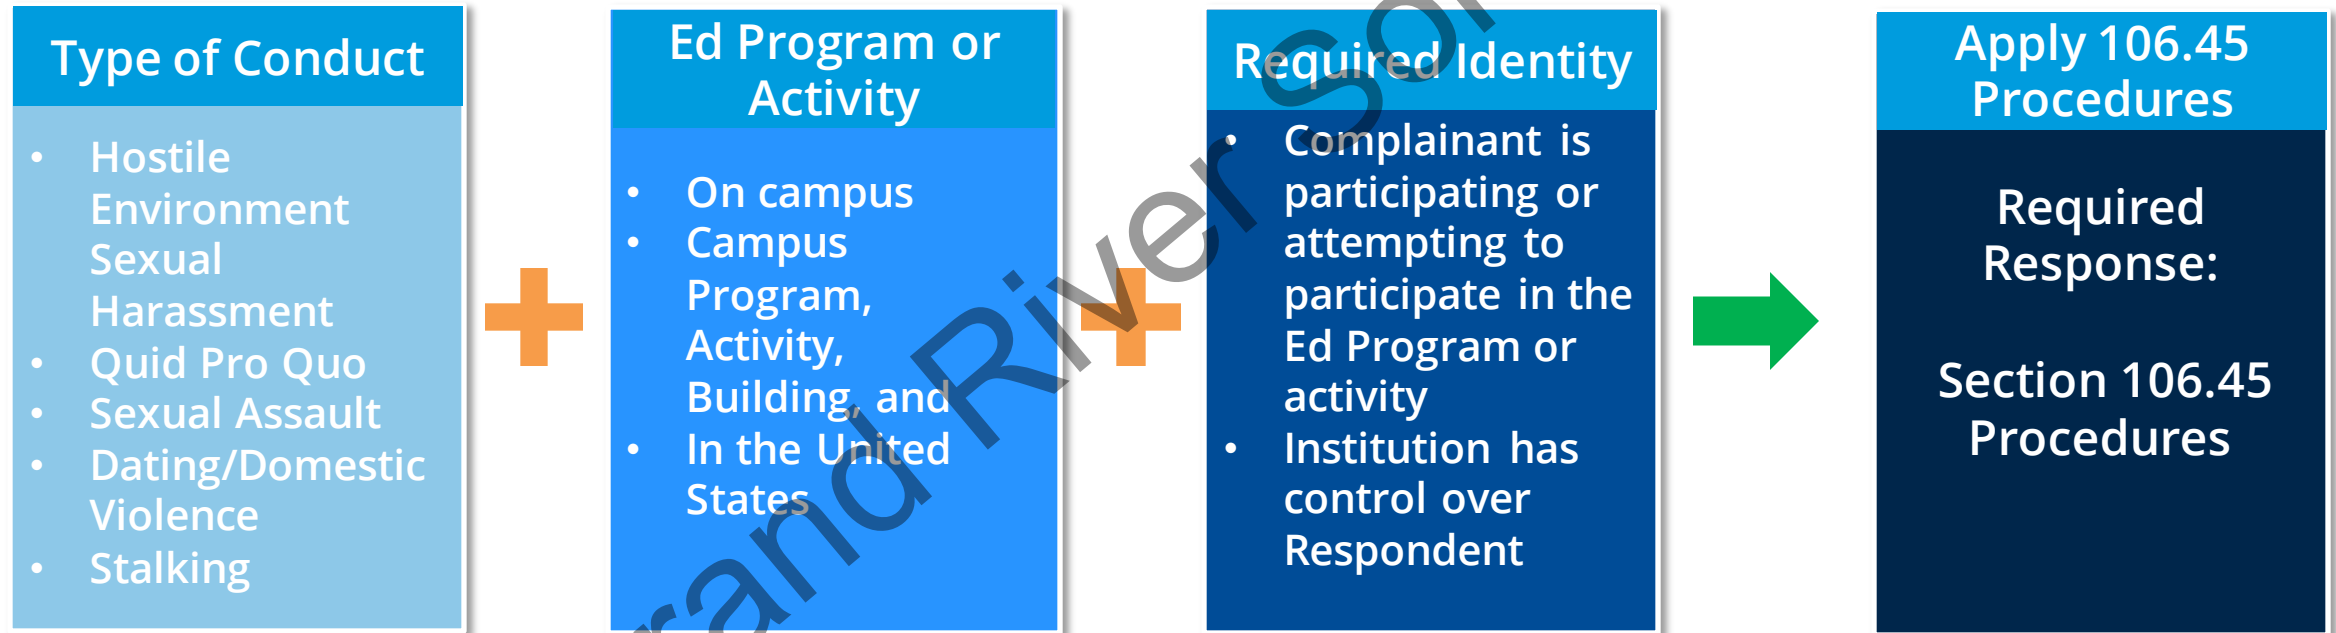 Type of Conduct
• Hostile
Environment
Sexual
Harassment
• Quid Pro Quo
• Sexual Assault
• Dating/Domestic
Violence
• Stalking
Ed Program or
Activity
• On campus
• Campus
Program,
Activity,
Building, and
• In the United
States
Required Identity
• Complainant is
participating or
attempting to
participate in the
Ed Program or
activity
• Institution has
control over
Respondent
Apply 106.45
Procedures
Required
Response:
Section 106.45
Procedures
River